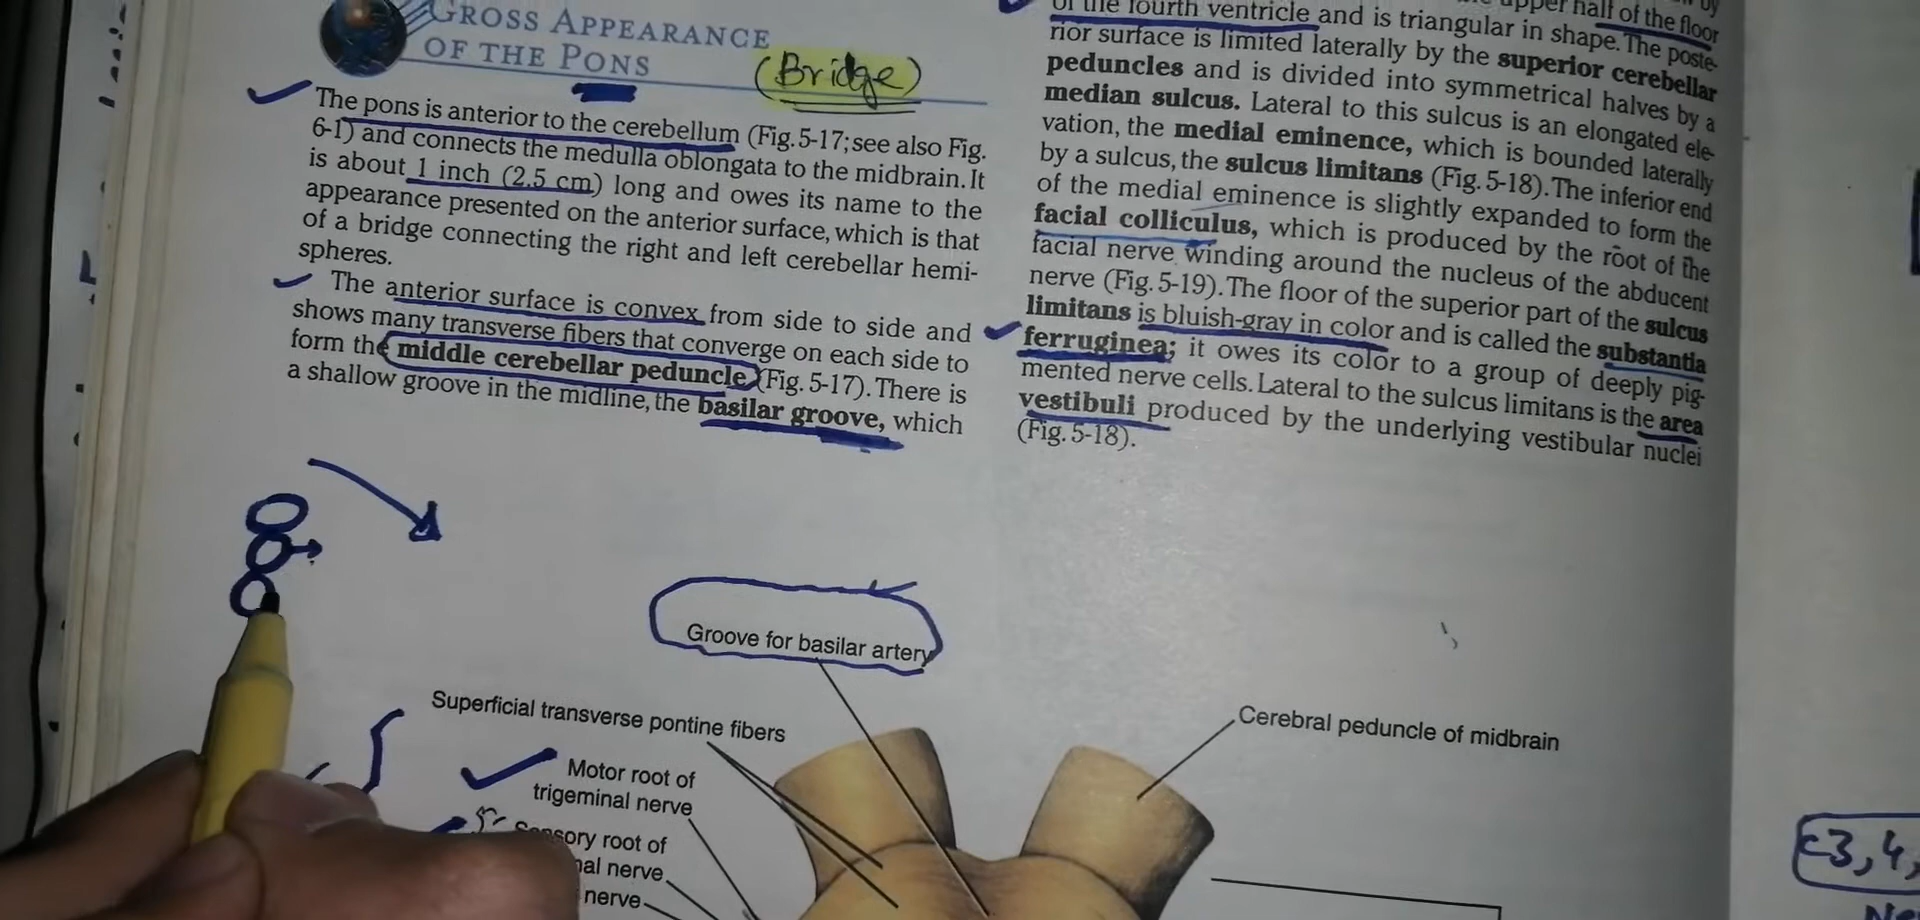 GROSS APPEARANCE
OF THE PONS
(Bridge)
The pons is anterior to the cerebellum (Fig. 5-17; see also Fig.
6-1) and connects the medulla oblongata to the midbrain. It
is about 1 inch (2.5 cm) long and owes its name to the
appearance presented on the anterior surface, which is that
of a bridge connecting the right and left cerebellar hemi-
spheres.
The anterior surface is convex from side to side and
shows many transverse fibers that converge on each side to
form the middle cerebellar peduncle (Fig. 5-17). There is
a shallow groove in the midline, the basilar groove, which
upper half of the floor
of the fourth ventricle and is triangular in shape. The poste-
rior surface is limited laterally by the superior cerebellar
peduncles and is divided into symmetrical halves by a
median sulcus. Lateral to this sulcus is an elongated ele-
vation, the medial eminence, which is bounded laterally
by a sulcus, the sulcus limitans (Fig. 5-18). The inferior end
of the medial eminence is slightly expanded to form the
facial colliculus, which is produced by the root of the
facial nerve winding around the nucleus of the abducent
nerve (Fig. 5-19). The floor of the superior part of the sulcus
limitans is bluish-gray in color and is called the substantia
ferruginea; it owes its color to a group of deeply pig-
mented nerve cells. Lateral to the sulcus limitans is the area
vestibuli produced by the underlying vestibular nuclei
(Fig. 5-18).
Groove for basilar artery
Superficial transverse pontine fibers
Cerebral peduncle of midbrain
Motor root of
trigeminal nerve
Sensory root of
nerve
nerve
3, 4,